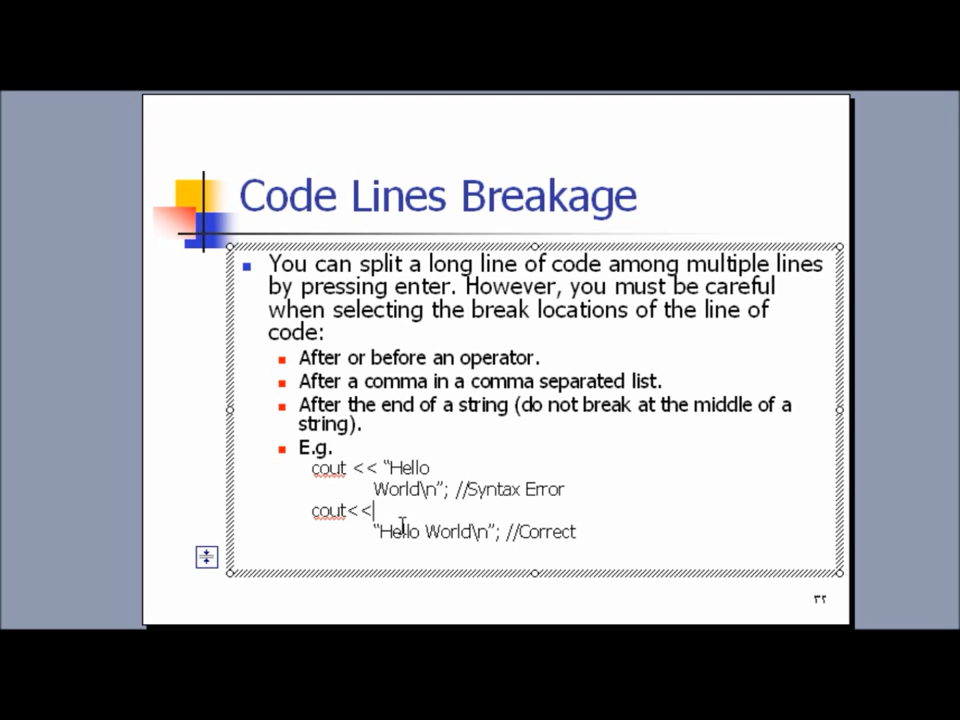 Code Lines Breakage
You can split a long line of code among multiple lines
by pressing enter. However, you must be careful
when selecting the break locations of the line of
code:
After or before an operator.
After a comma in a comma separated list.
After the end of a string (do not break at the middle of a
string).
E.g.
cout << “Hello
World\n”; //Syntax Error
cout<<
“Hello World\n”; //Correct
٣٢